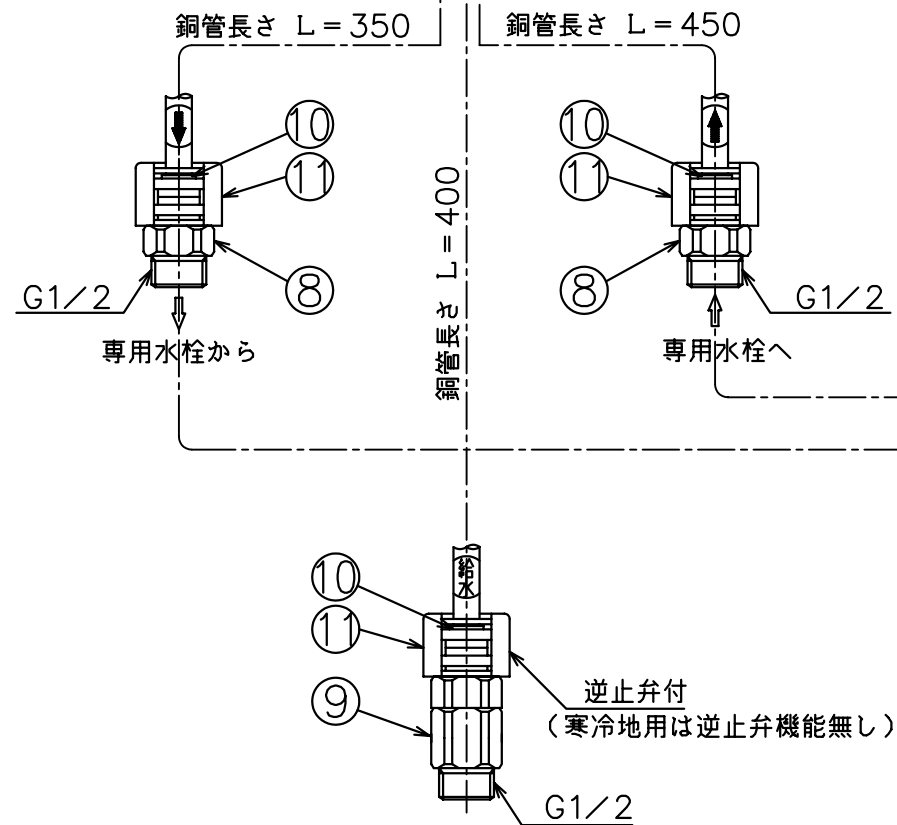 銅管長さ L=350
銅管長さ L=450
10
11
8
G1/2
専用水栓から
銅管長さ L=400
10
11
8
G1/2
専用水栓へ
給水
10
11
9
逆止弁付
(寒冷地用は逆止弁機能無し)
G1/2